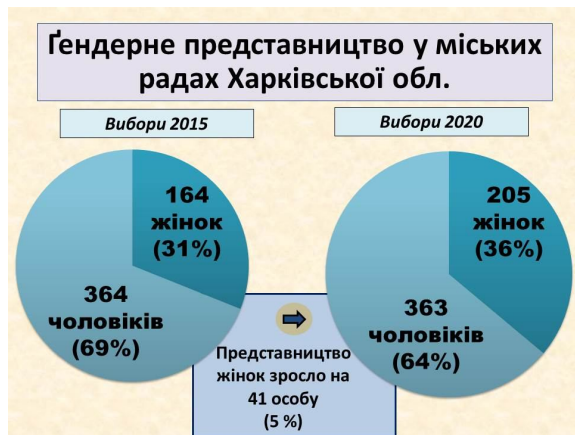 Ґендерне представництво у міських
радах Харківської обл.
Вибори 2015
Вибори 2020
164
жінок
(31%)
364
чоловіків
(69%)
205
жінок
(36%)
363
чоловіків
(64%)
Представництво
жінок зросло на
41 особу
(5 %)